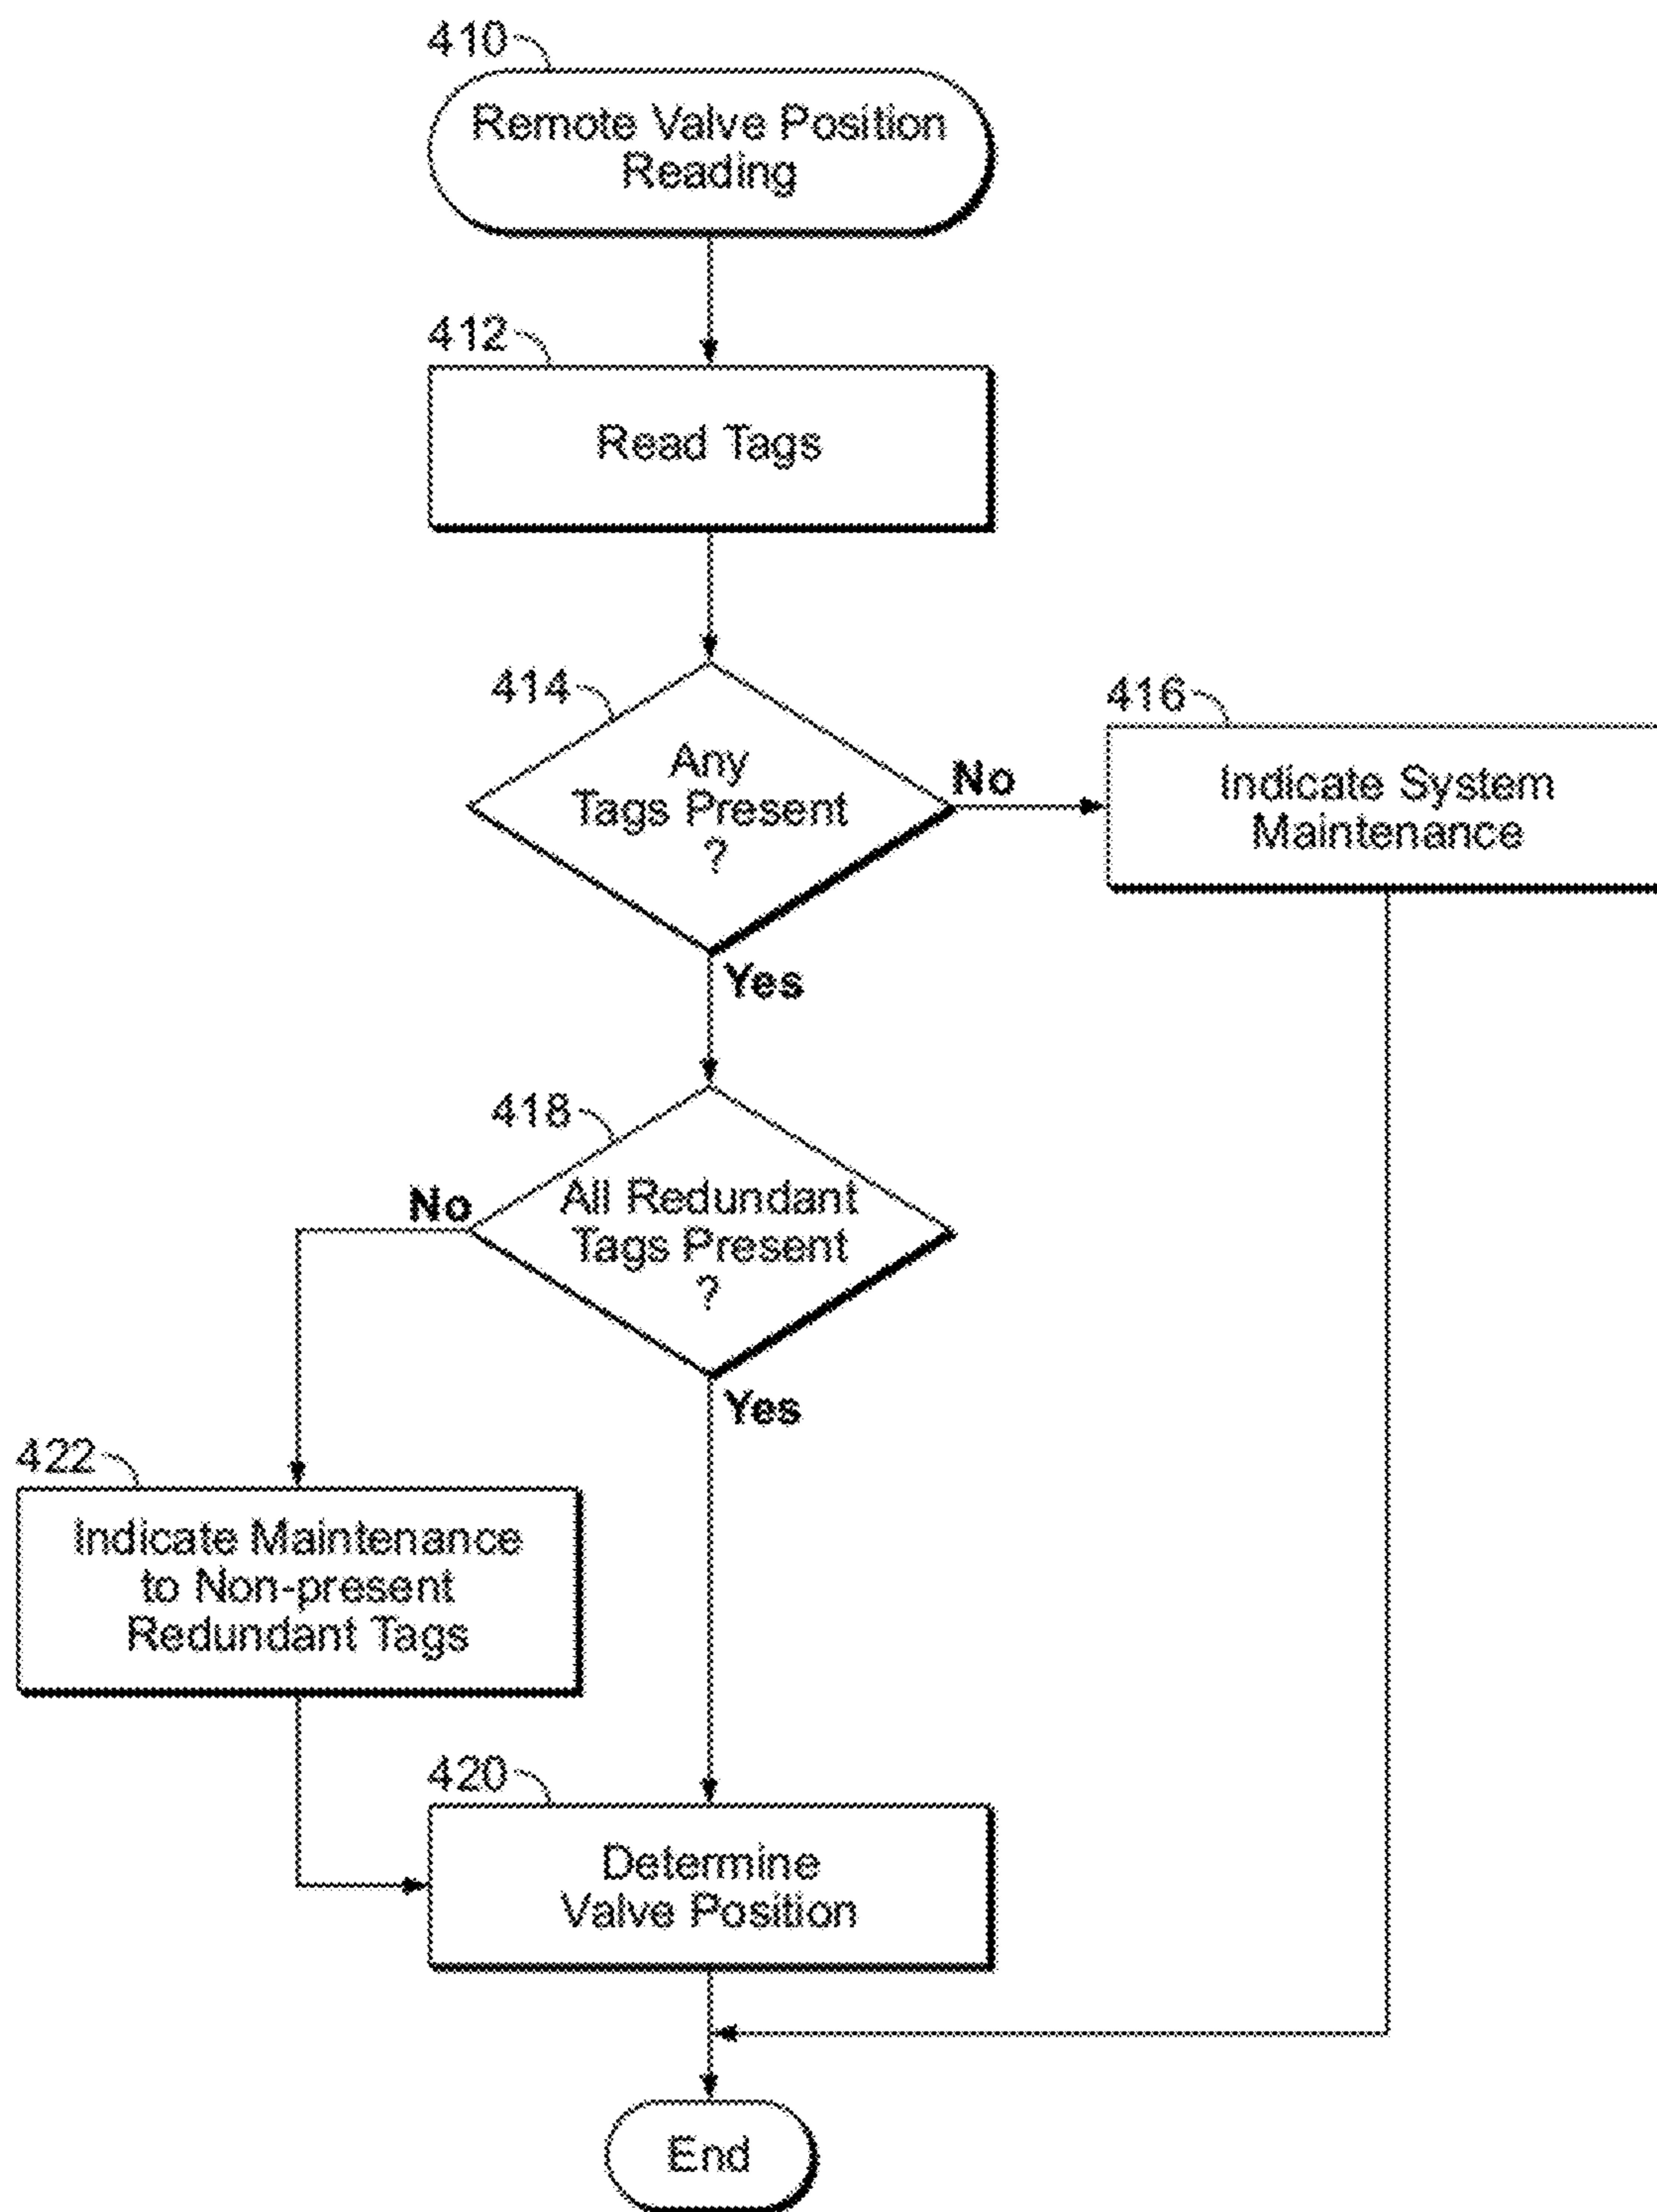 410
Remote Valve Position
Reading
412
Read Tags
414
Any
Tags Present
?
No
416
Indicate System
Maintenance
Yes
418
All Redundant
Tags Present
?
No
Yes
422
Indicate Maintenance
to Non-present
Redundant Tags
420
Determine
Valve Position
End